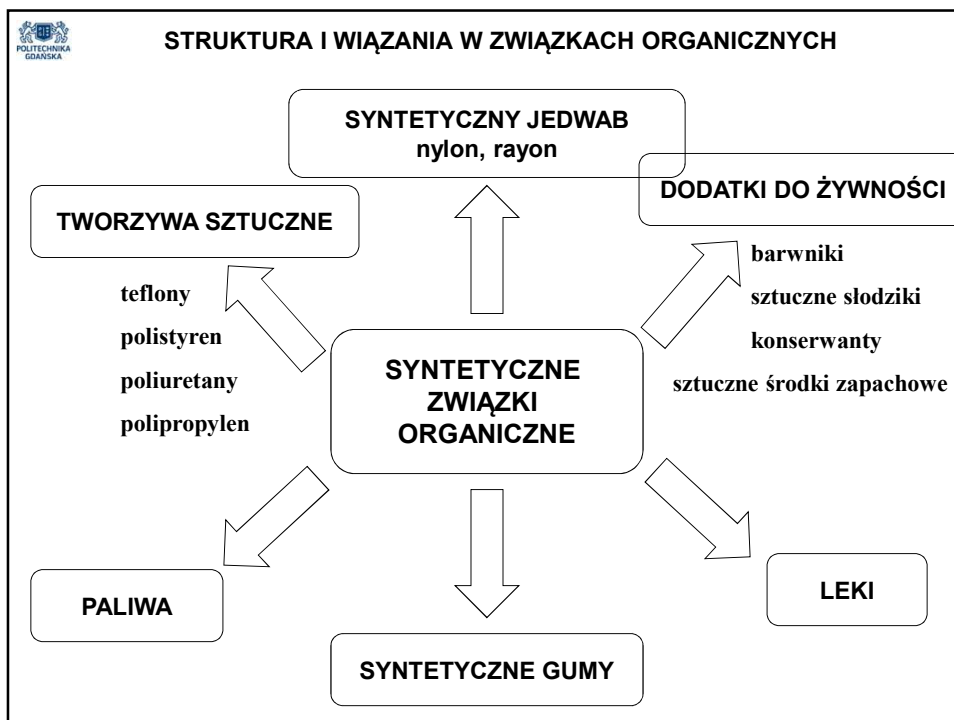 POLITECHNIKA
GDAŃSKA
STRUKTURA I WIĄZANIA W ZWIĄZKACH ORGANICZNYCH
SYNTETYCZNY JEDWAB
nylon, rayon
DODATKI DO ŻYWNOŚCI
barwniki
sztuczne słodziki
konserwanty
sztuczne środki zapachowe
TWORZYWA SZTUCZNE
teflony
polistyren
poliuretany
polipropylen
SYNTETYCZNE
ZWIĄZKI
ORGANICZNE
PALIWA
LEKI
SYNTETYCZNE GUMY